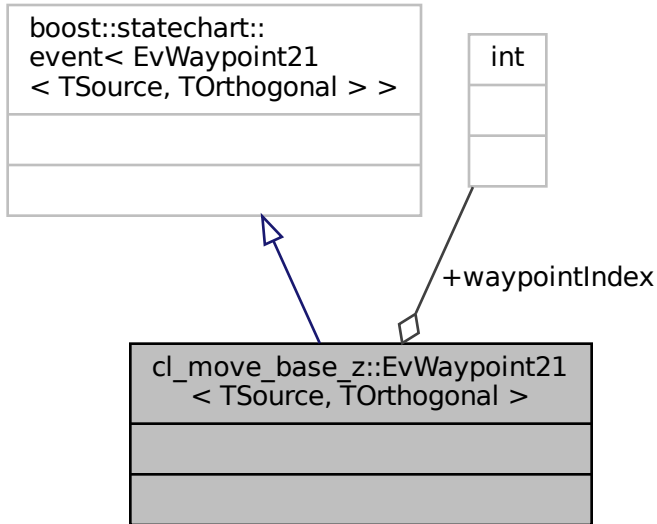 boost::statechart::
event< EvWaypoint21
< TSource, TOrthogonal > >
int
+waypointIndex
cl_move_base_z::EvWaypoint21
< TSource, TOrthogonal >